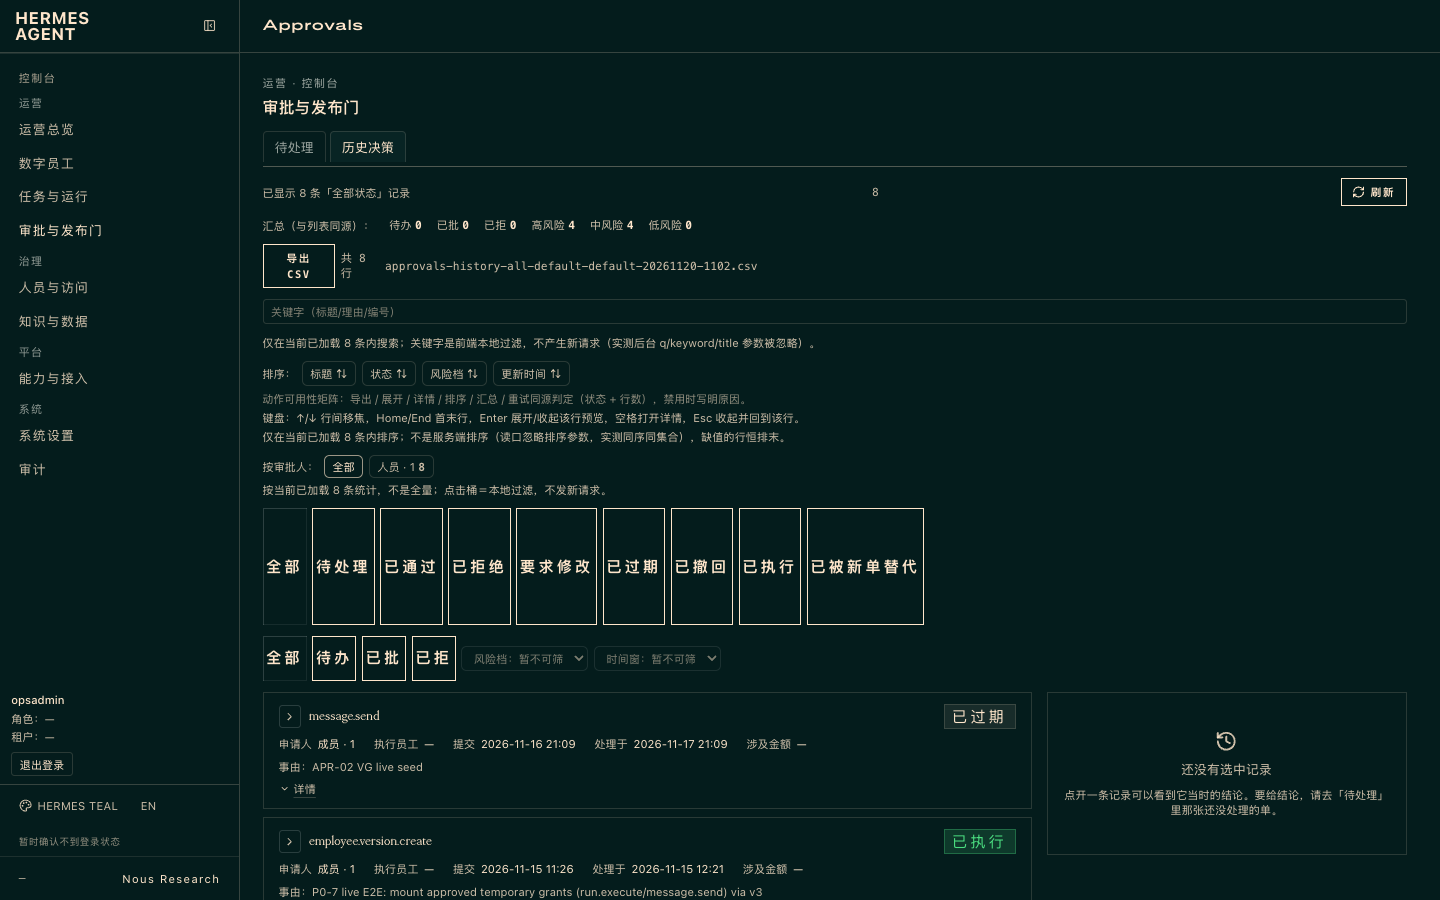 HERMES
AGENT
Approvals
控制台
运营
运营总览
数字员工
任务与运行
审批与发布门
治理
人员与访问
知识与数据
平台
能力与接入
系统
系统设置
审计
opsadmin
角色：—
租户：—
退出登录
HERMES TEAL EN
暂时确认不到登录状态
— Nous Research
运营 · 控制台
审批与发布门
待处理 历史决策
已显示 8 条「全部状态」记录 8 刷新
汇总（与列表同源）： 待办 0 已批 0 已拒 0 高风险 4 中风险 4 低风险 0
导出
CSV
共 8
行
approvals-history-all-default-default-20261120-1102.csv
关键字（标题/理由/编号）
仅在当前已加载 8 条内搜索；关键字是前端本地过滤，不产生新请求（实测后台 q/keyword/title 参数被忽略）。
排序： 标题 ⇅ 状态 ⇅ 风险档 ⇅ 更新时间 ⇅
动作可用性矩阵：导出 / 展开 / 详情 / 排序 / 汇总 / 重试同源判定（状态 + 行数），禁用时写明原因。
键盘：↑/↓ 行间移焦，Home/End 首末行，Enter 展开/收起该行预览，空格打开详情，Esc 收起并回到该行。
仅在当前已加载 8 条内排序；不是服务端排序（读口忽略排序参数，实测同序同集合），缺值的行恒排末。
按审批人： 全部 人员 · 1 8
按当前已加载 8 条统计，不是全量；点击桶＝本地过滤，不发新请求。
全部 待处理 已通过 已拒绝 要求修改 已过期 已撤回 已执行 已被新单替代
全部 待办 已批 已拒 风险档：暂不可筛 时间窗：暂不可筛
message.send 已过期
申请人 成员 · 1 执行员工 — 提交 2026-11-16 21:09 处理于 2026-11-17 21:09 涉及金额 —
事由：APR-02 VG live seed
详情
employee.version.create 已执行
申请人 成员 · 1 执行员工 — 提交 2026-11-15 11:26 处理于 2026-11-15 12:21 涉及金额 —
事由：P0-7 live E2E: mount approved temporary grants (run.execute/message.send) via v3
还没有选中记录
点开一条记录可以看到它当时的结论。要给结论，请去「待处理」
里那张还没处理的单。